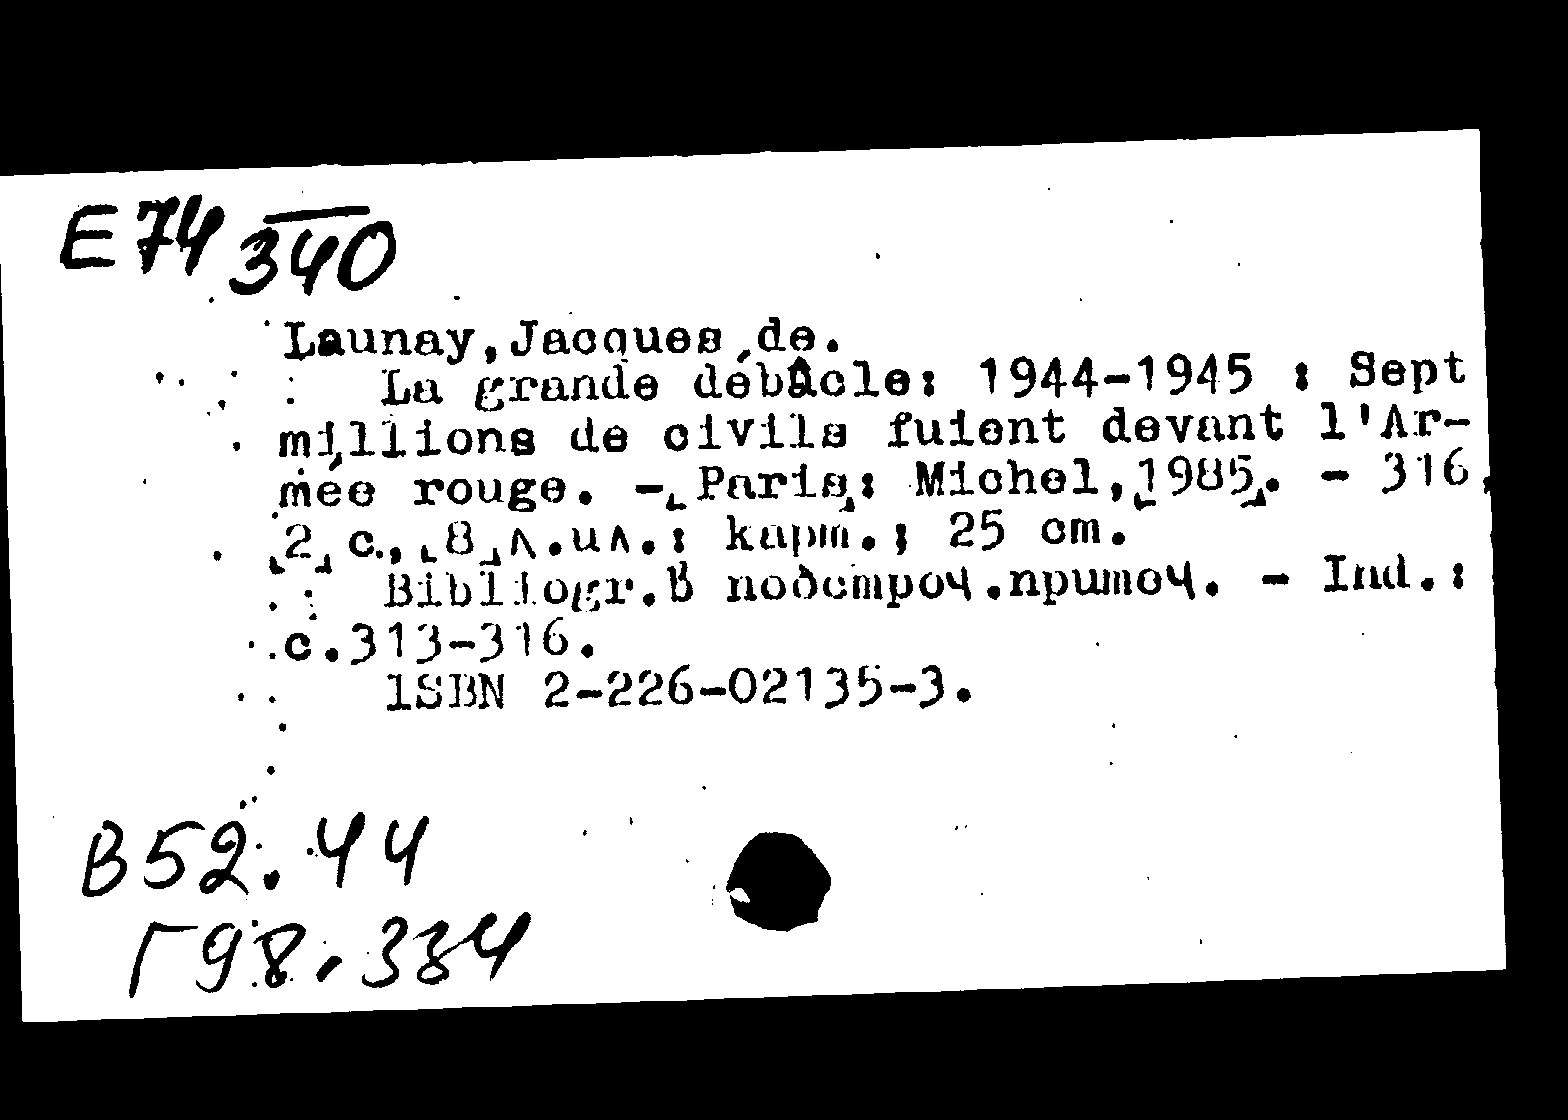 E74 340
Launay, Jacques de.
La grande débâcle: 1944-1945 : Sept
millions de civils fuient devant l'Ar-
mée rouge. - [Paris]: Michel, [1985]. - 316,
[2] c., [8] л.ил.: карт.; 25 cm.
Bibliogr.в подстроч.примеч. - Ind.:
c.313-316.
ISBN 2-226-02135-3.
В52.44
Г98.334